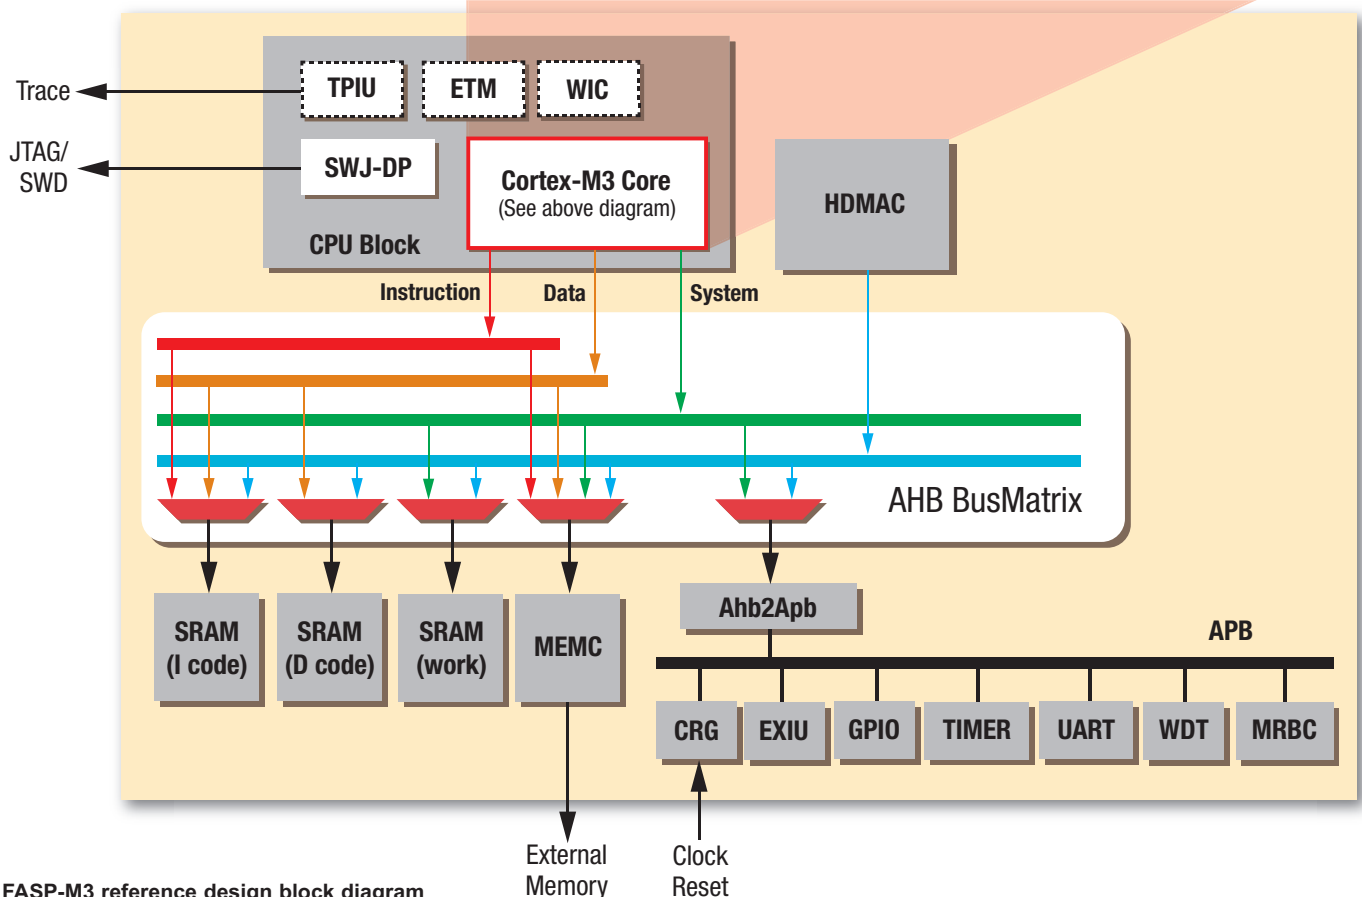 TPIU
ETM
WIC
Trace
JTAG/
SWD
SWJ-DP
Cortex-M3 Core
(See above diagram)
HDMAC
CPU Block
Instruction
Data
System
AHB BusMatrix
SRAM
(I code)
SRAM
(D code)
SRAM
(work)
MEMC
Ahb2Apb
APB
CRG
EXIU
GPIO
TIMER
UART
WDT
MRBC
External
Memory
Clock
Reset
FASP-M3 reference design block diagram